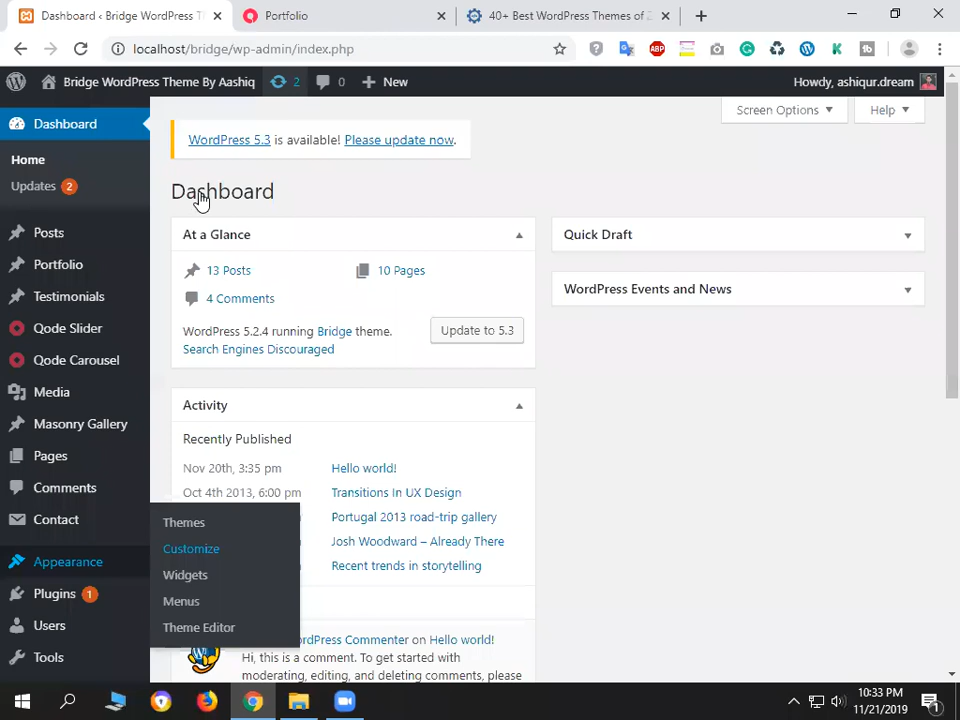 Dashboard ‹ Bridge WordPress T
Portfolio
40+ Best WordPress Themes of
localhost/bridge/wp-admin/index.php
ABP
Bridge WordPress Theme By Aashiq
2
0
New
Howdy, ashiqur.dream
Dashboard
Home
Updates 2
Posts
Portfolio
Testimonials
Qode Slider
Qode Carousel
Media
Masonry Gallery
Pages
Comments
Contact
Appearance
Plugins 1
Users
Tools
Themes
Customize
Widgets
Menus
Theme Editor
Screen Options
Help
WordPress 5.3 is available! Please update now.
Dashboard
At a Glance
13 Posts
10 Pages
4 Comments
WordPress 5.2.4 running Bridge theme.
Update to 5.3
Search Engines Discouraged
Activity
Recently Published
Nov 20th, 3:35 pm Hello world!
Oct 4th 2013, 6:00 pm Transitions In UX Design
Portugal 2013 road-trip gallery
Josh Woodward – Already There
Recent trends in storytelling
Commenter on Hello world!
Hi, this is a comment. To get started with
moderating, editing, and deleting comments, please
Quick Draft
WordPress Events and News
10:33 PM
11/21/2019
1